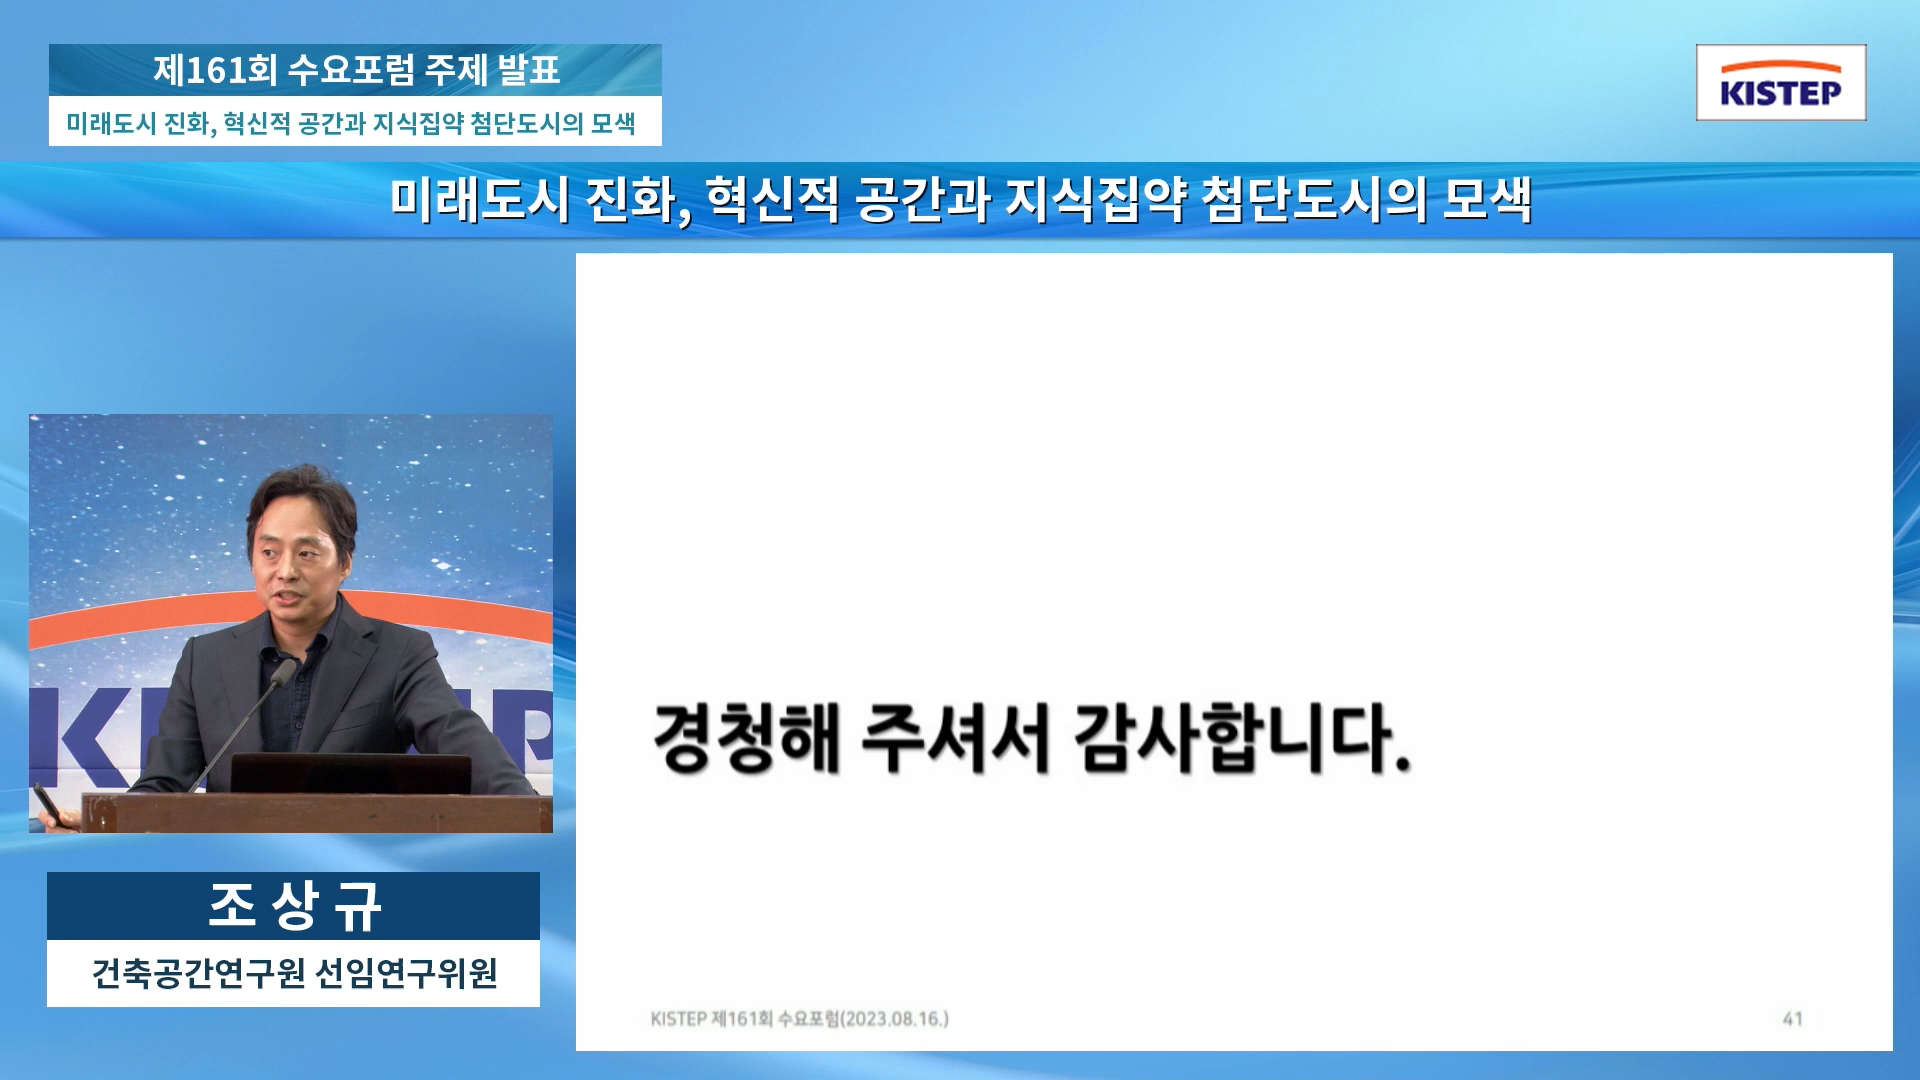 제161회 수요포럼 주제 발표
미래도시 진화, 혁신적 공간과 지식집약 첨단도시의 모색
KISTEP
미래도시 진화, 혁신적 공간과 지식집약 첨단도시의 모색
경청해 주셔서 감사합니다.
조상규
건축공간연구원 선임연구위원
KISTEP 제161회 수요포럼(2023.08.16.)
41